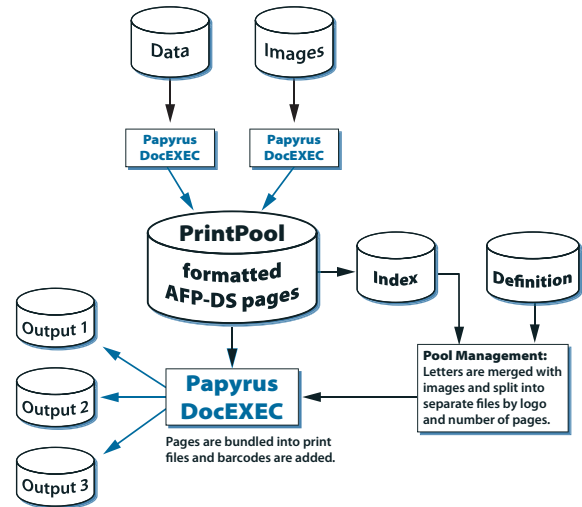 Data
Images
Papyrus
DocEXEC
Papyrus
DocEXEC
PrintPool
formatted
AFP-DS pages
Index
Definition
Output 1
Output 2
Output 3
Papyrus
DocEXEC
Pages are bundled into print
files and barcodes are added.
Pool Management:
Letters are merged with
images and split into
separate files by logo
and number of pages.